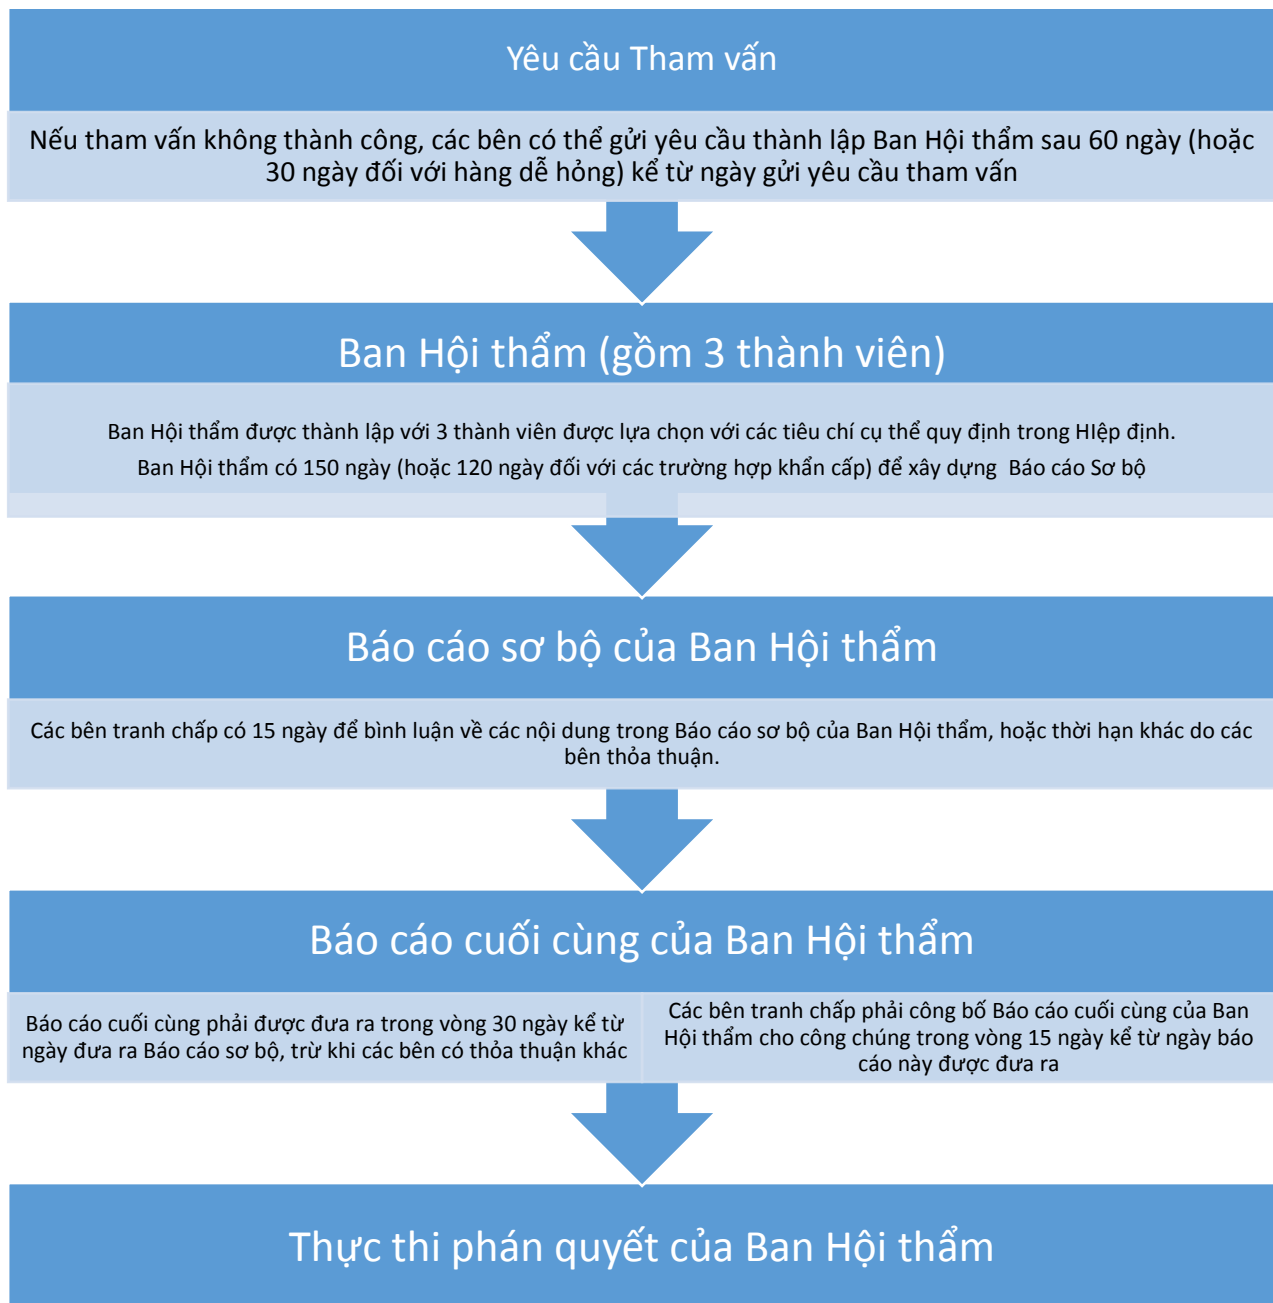 Yêu cầu Tham vấn
Nếu tham vấn không thành công, các bên có thể gửi yêu cầu thành lập Ban Hội thẩm sau 60 ngày (hoặc
30 ngày đối với hàng dễ hỏng) kể từ ngày gửi yêu cầu tham vấn
Ban Hội thẩm (gồm 3 thành viên)
Ban Hội thẩm được thành lập với 3 thành viên được lựa chọn với các tiêu chí cụ thể quy định trong HIệp định.
Ban Hội thẩm có 150 ngày (hoặc 120 ngày đối với các trường hợp khẩn cấp) để xây dựng Báo cáo Sơ bộ
Báo cáo sơ bộ của Ban Hội thẩm
Các bên tranh chấp có 15 ngày để bình luận về các nội dung trong Báo cáo sơ bộ của Ban Hội thẩm, hoặc thời hạn khác do các
bên thỏa thuận.
Báo cáo cuối cùng của Ban Hội thẩm
Báo cáo cuối cùng phải được đưa ra trong vòng 30 ngày kể từ
ngày đưa ra Báo cáo sơ bộ, trừ khi các bên có thỏa thuận khác
Các bên tranh chấp phải công bố Báo cáo cuối cùng của Ban
Hội thẩm cho công chúng trong vòng 15 ngày kể từ ngày báo
cáo này được đưa ra
Thực thi phán quyết của Ban Hội thẩm